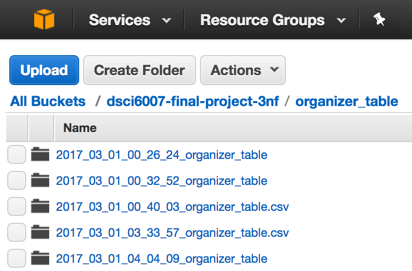 Services Resource Groups
Upload Create Folder Actions
All Buckets / dsci6007-final-project-3nf / organizer_table
Name
2017_03_01_00_26_24_organizer_table
2017_03_01_00_32_52_organizer_table
2017_03_01_00_40_03_organizer_table.csv
2017_03_01_03_33_57_organizer_table.csv
2017_03_01_04_04_09_organizer_table